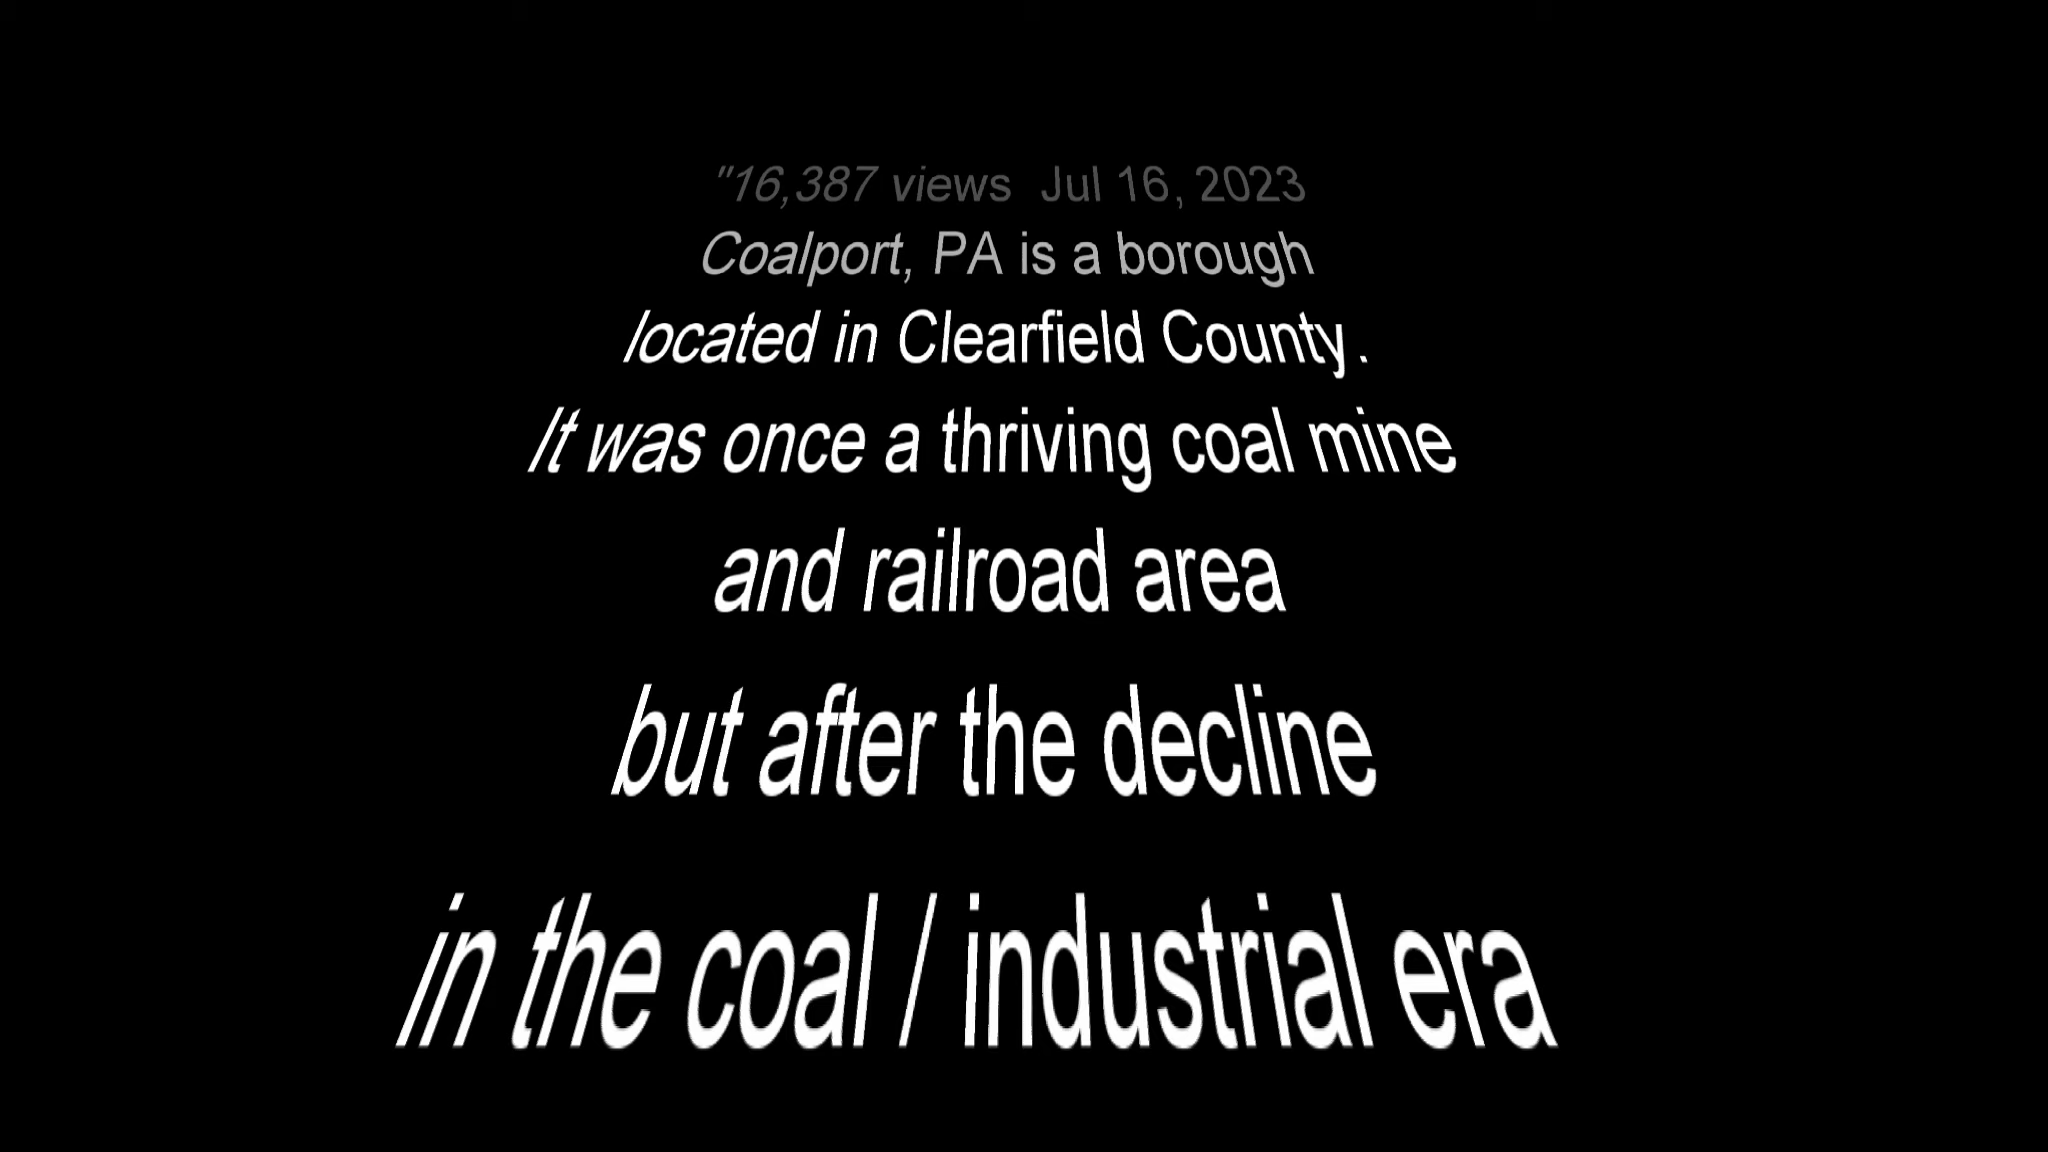 "16,387 views  Jul 16, 2023
Coalport, PA is a borough
located in Clearfield County.
It was once a thriving coal mine
and railroad area
but after the decline
in the coal / industrial era